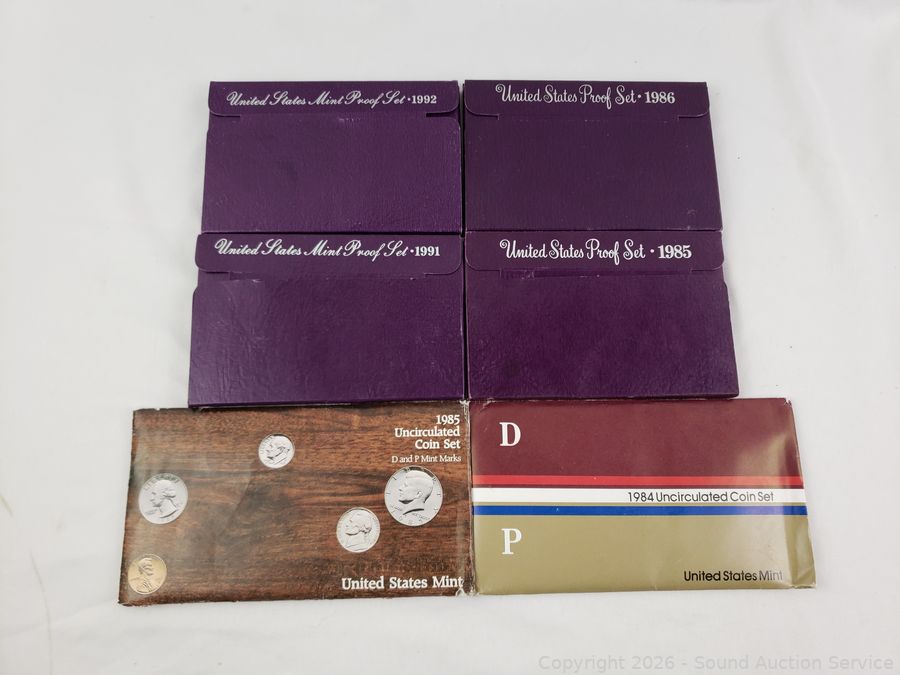 United States Mint Proof Set • 1992
United States Proof Set • 1986
United States Mint Proof Set • 1991
United States Proof Set • 1985
1985
Uncirculated
Coin Set
D and P Mint Marks
United States Mint
D
1984 Uncirculated Coin Set
P
United States Mint
Copyright 2026 - Sound Auction Service